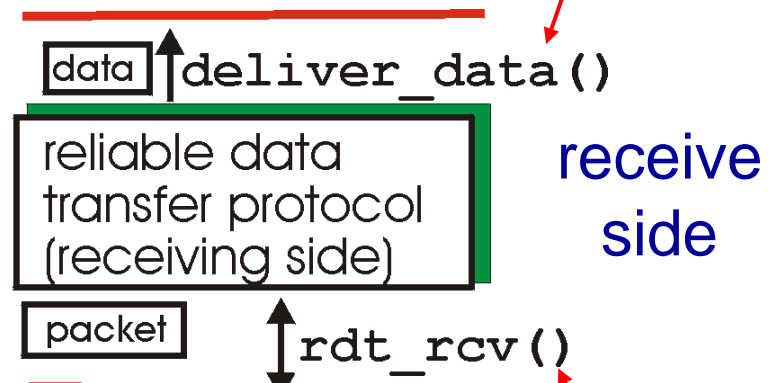 data deliver_data()
reliable data
transfer protocol
(receiving side)
receive
side
packet
rdt_rcv()